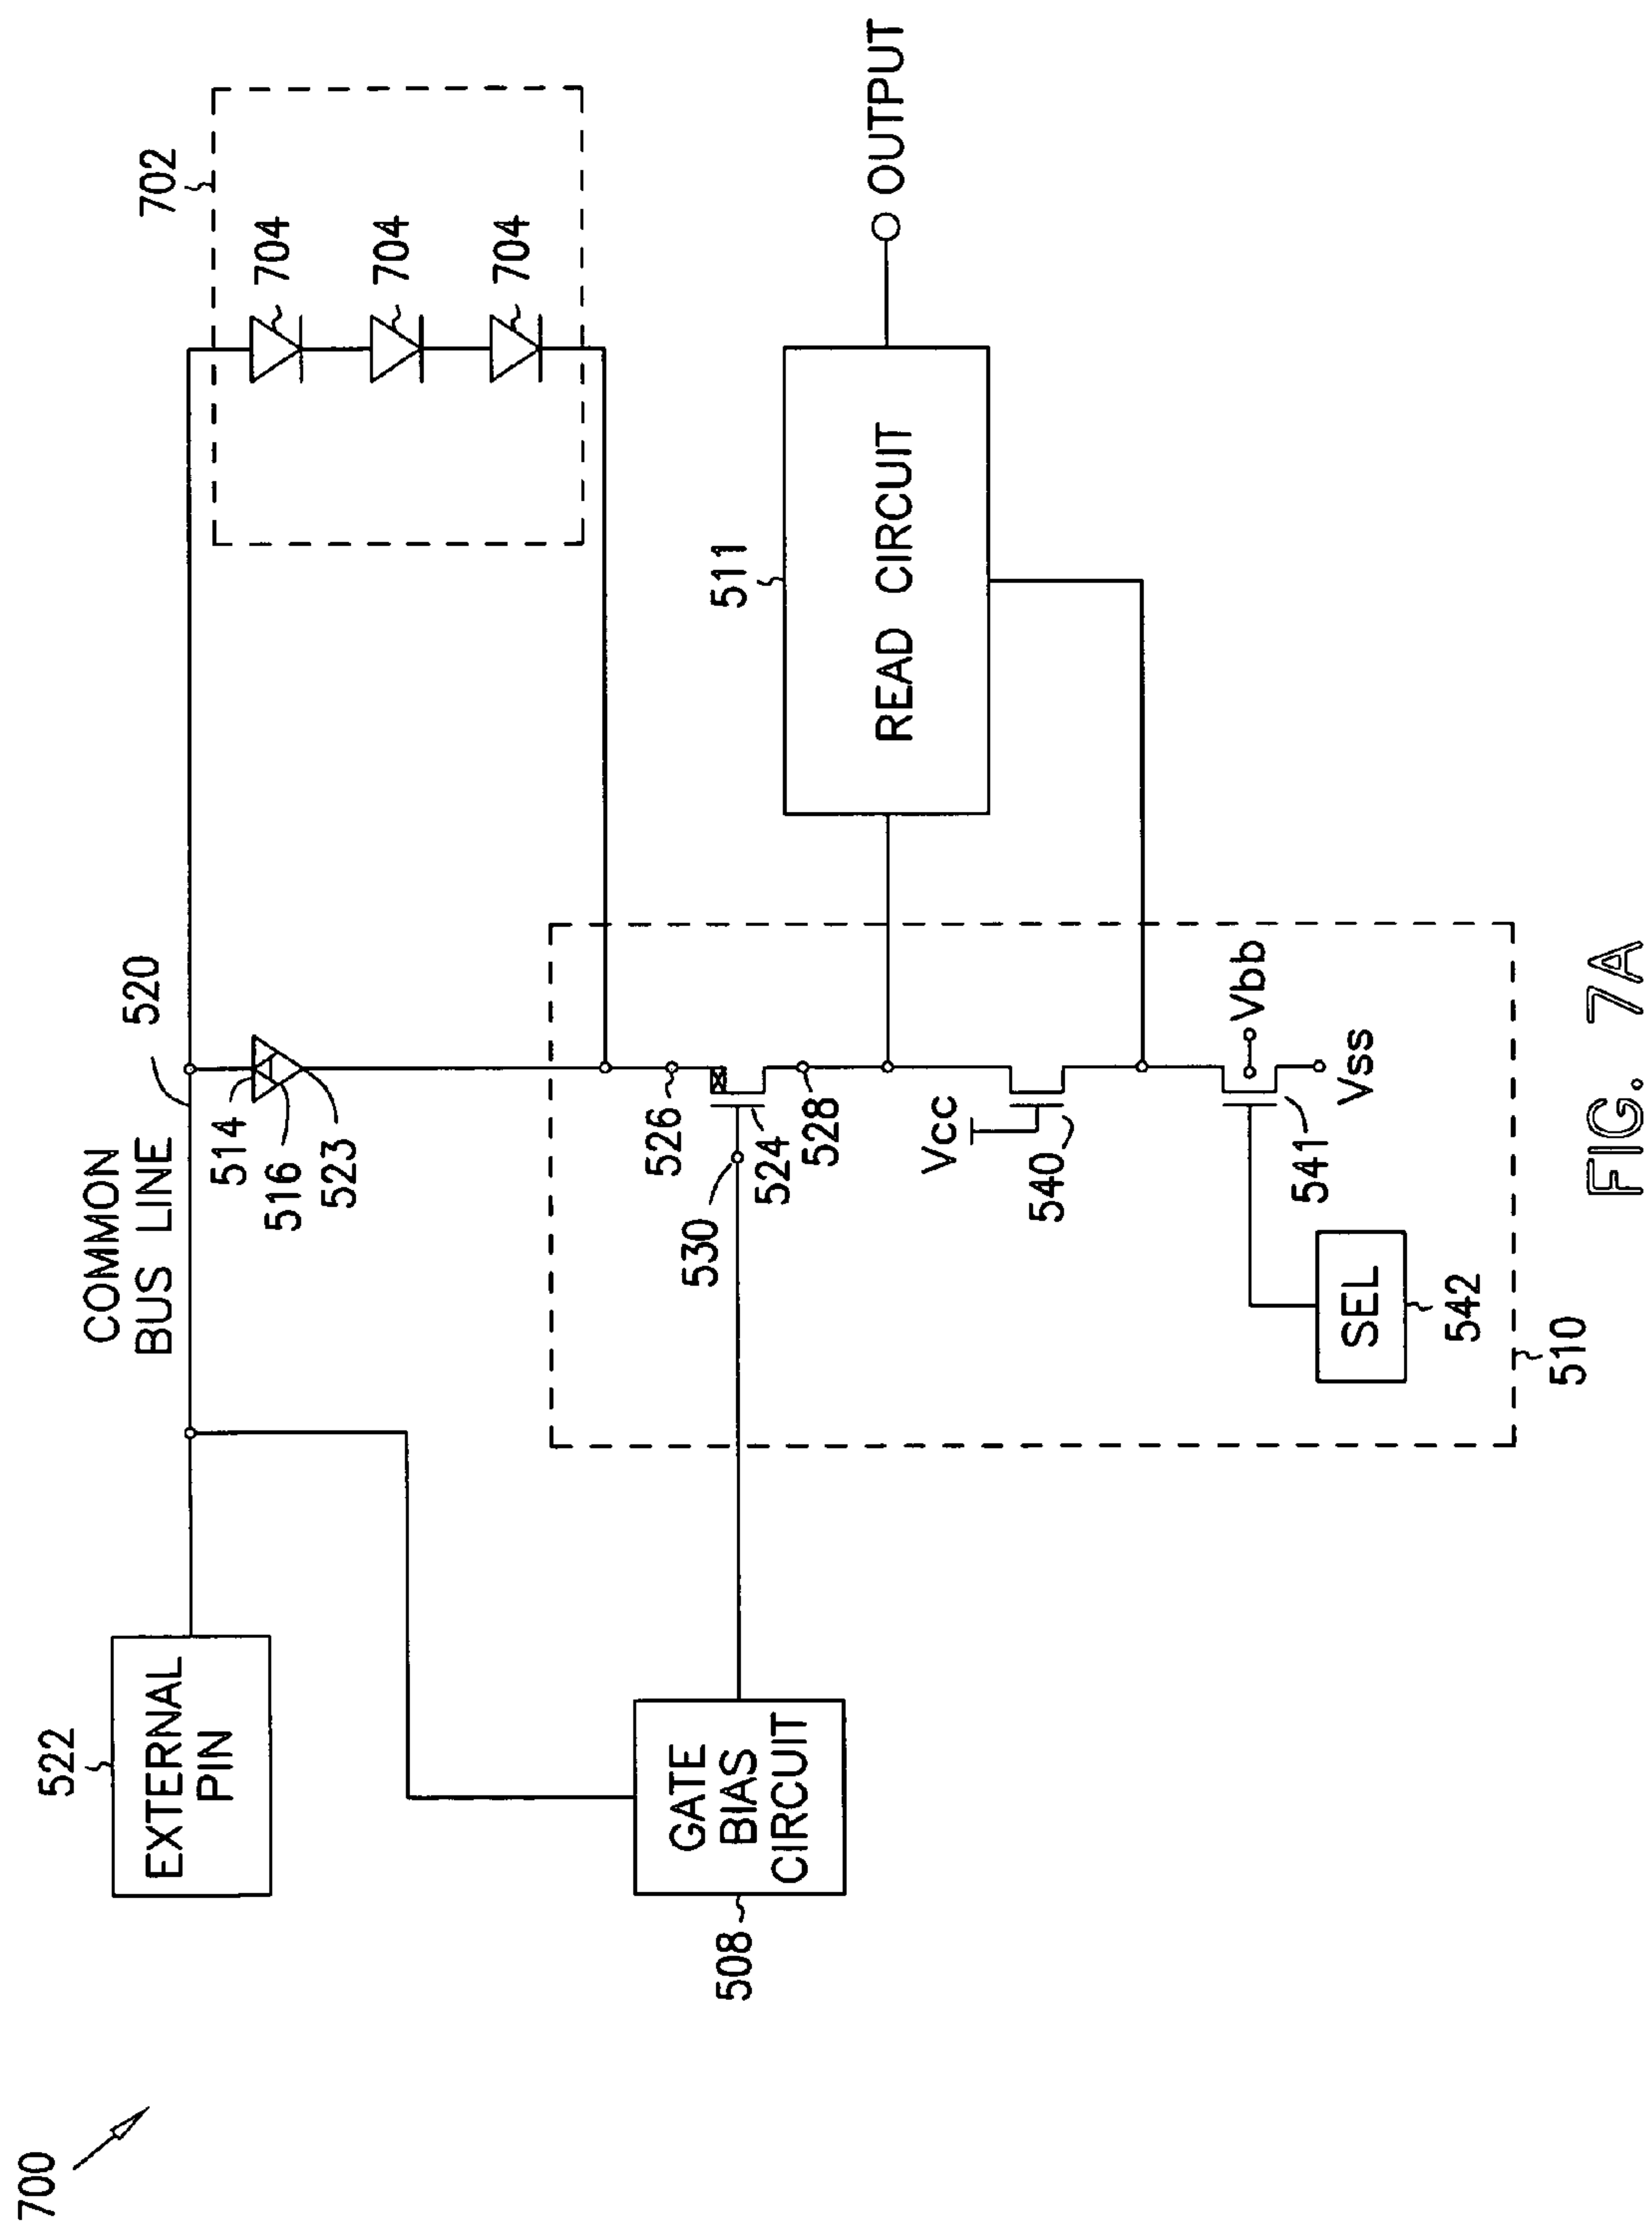 700
522
EXTERNAL
PIN
COMMON
BUS LINE
520
702
704
704
704
514
516
523
508
GATE
BIAS
CIRCUIT
530
526
524
528
511
READ CIRCUIT
OUTPUT
Vcc
540
Vbb
541
Vss
SEL
542
510
FIG. 7A